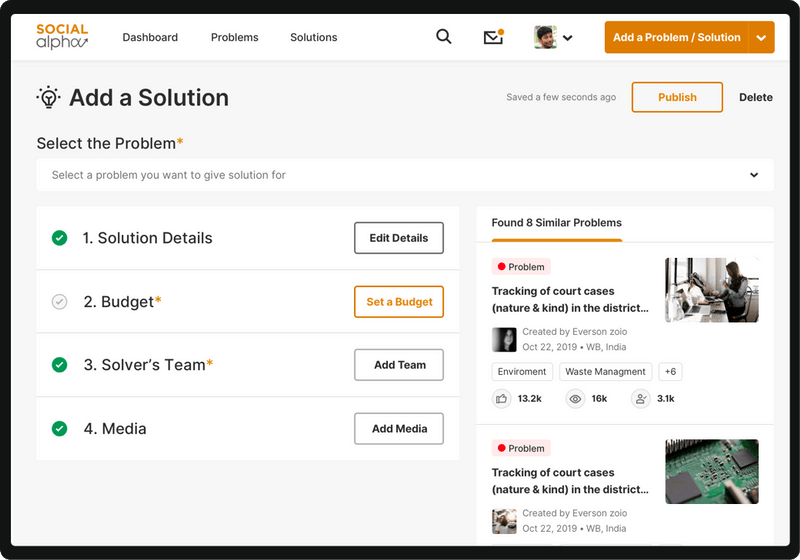 SOCIAL
alpha
Dashboard
Problems
Solutions
Add a Problem / Solution
Add a Solution
Saved a few seconds ago
Publish
Delete
Select the Problem*
Select a problem you want to give solution for
1. Solution Details
Edit Details
2. Budget*
Set a Budget
3. Solver’s Team*
Add Team
4. Media
Add Media
Found 8 Similar Problems
Problem
Tracking of court cases
(nature & kind) in the district...
Created by Everson zoio
Oct 22, 2019 • WB, India
Enviroment
Waste Managment
+6
13.2k
16k
3.1k
Problem
Tracking of court cases
(nature & kind) in the district...
Created by Everson zoio
Oct 22, 2019 • WB, India